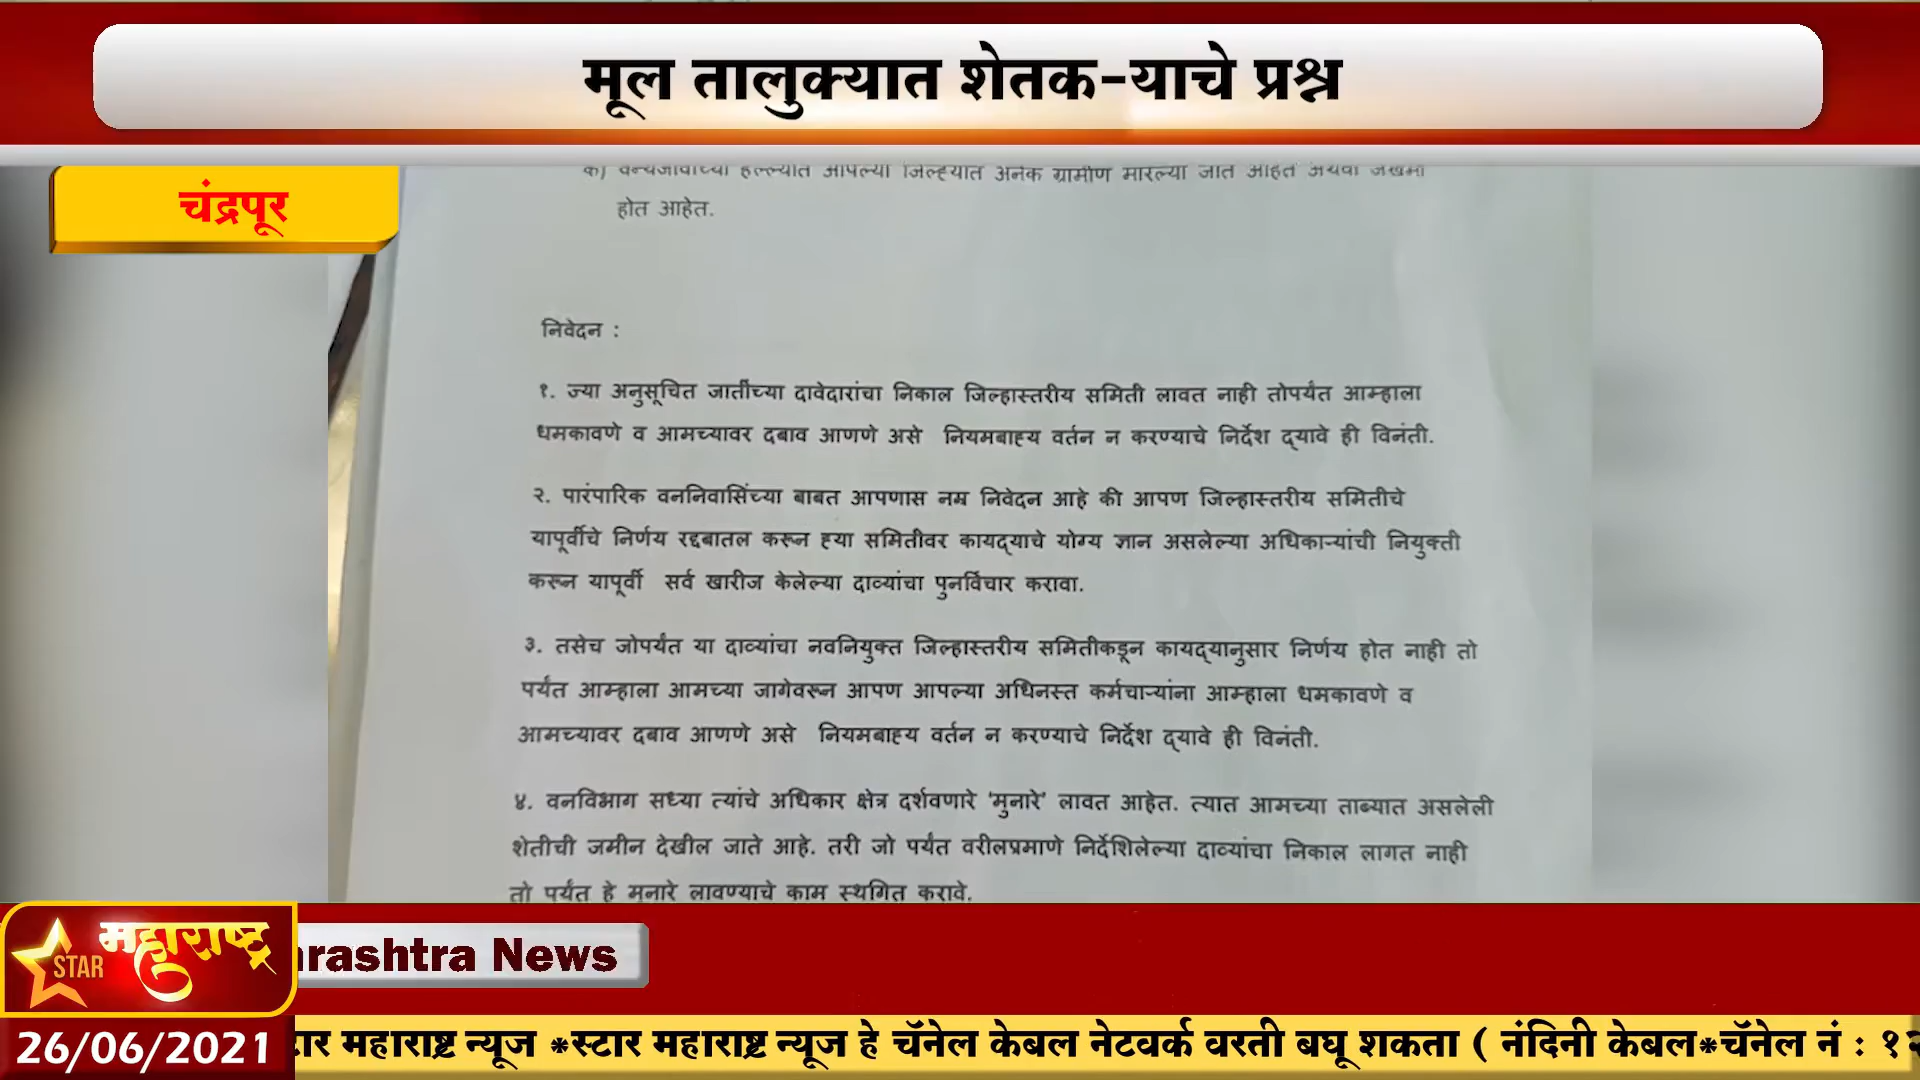 मूल तालुक्यात शेतक-याचे प्रश्न
चंद्रपूर
क) वन्यजीवाच्या हल्ल्यात आपल्या जिल्ह्यात अनेक ग्रामीण मारल्या जात आहेत अथवा जखमी
होत आहेत.
निवेदन :
१. ज्या अनुसूचित जातींच्या दावेदारांचा निकाल जिल्हास्तरीय समिती लावत नाही तोपर्यंत आम्हाला
धमकावणे व आमच्यावर दबाव आणणे असे नियमबाह्य वर्तन न करण्याचे निर्देश द्यावे ही विनंती.
२. पारंपारिक वननिवासिंच्या बाबत आपणास नम्र निवेदन आहे की आपण जिल्हास्तरीय समितीचे
यापूर्वीचे निर्णय रद्दबातल करून ह्या समितीवर कायद्याचे योग्य ज्ञान असलेल्या अधिकाऱ्यांची नियुक्ती
करून यापूर्वी सर्व खारीज केलेल्या दाव्यांचा पुनर्विचार करावा.
३. तसेच जोपर्यंत या दाव्यांचा नवनियुक्त जिल्हास्तरीय समितीकडून कायद्यानुसार निर्णय होत नाही तो
पर्यंत आम्हाला आमच्या जागेवरून आपण आपल्या अधिनस्त कर्मचाऱ्यांना आम्हाला धमकावणे व
आमच्यावर दबाव आणणे असे नियमबाह्य वर्तन न करण्याचे निर्देश द्यावे ही विनंती.
४. वनविभाग सध्या त्यांचे अधिकार क्षेत्र दर्शवणारे 'मुनारे' लावत आहेत. त्यात आमच्या ताब्यात असलेली
शेतीची जमीन देखील जाते आहे. तरी जो पर्यंत वरीलप्रमाणे निर्देशिलेल्या दाव्यांचा निकाल लागत नाही
तो पर्यंत हे मुनारे लावण्याचे काम स्थगित करावे.
STAR महाराष्ट्र
arashtra News
26/06/2021
टार महाराष्ट्र न्यूज *स्टार महाराष्ट्र न्यूज हे चॅनेल केबल नेटवर्क वरती बघू शकता ( नंदिनी केबल*चॅनेल नं : १२